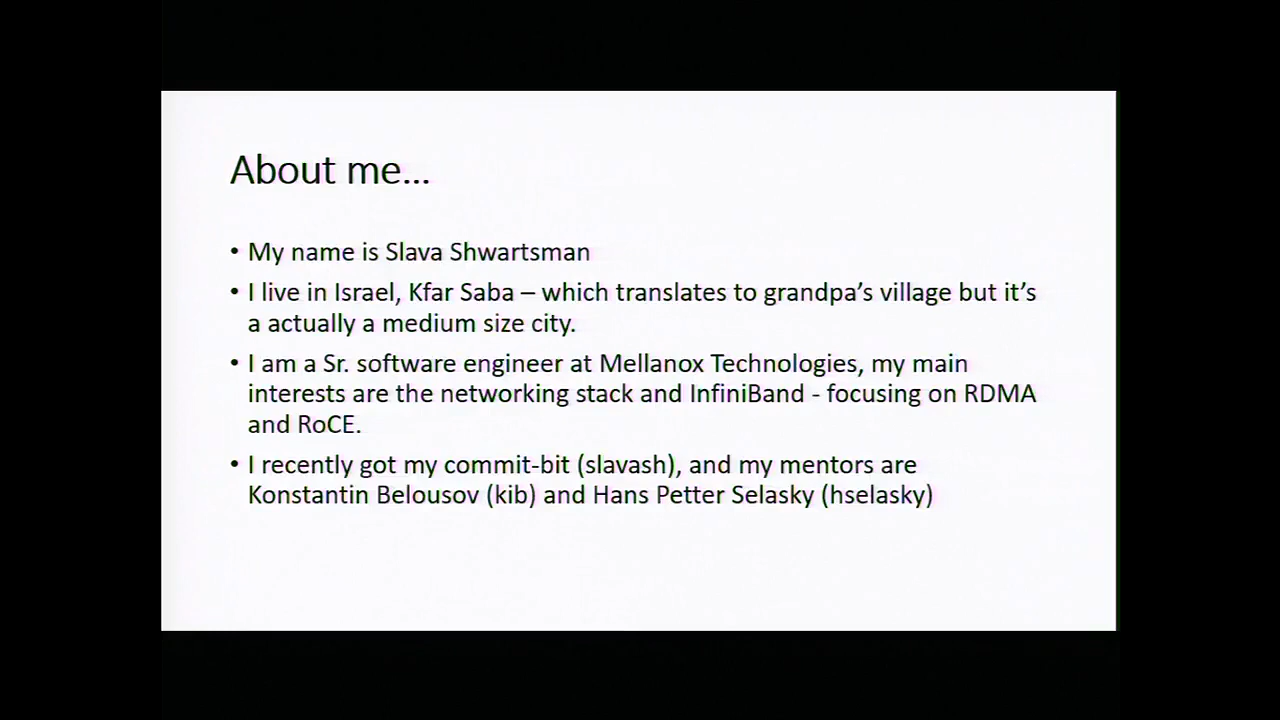 About me...
• My name is Slava Shwartsman
• I live in Israel, Kfar Saba – which translates to grandpa’s village but it’s
a actually a medium size city.
• I am a Sr. software engineer at Mellanox Technologies, my main
interests are the networking stack and InfiniBand - focusing on RDMA
and RoCE.
• I recently got my commit-bit (slavash), and my mentors are
Konstantin Belousov (kib) and Hans Petter Selasky (hselasky)